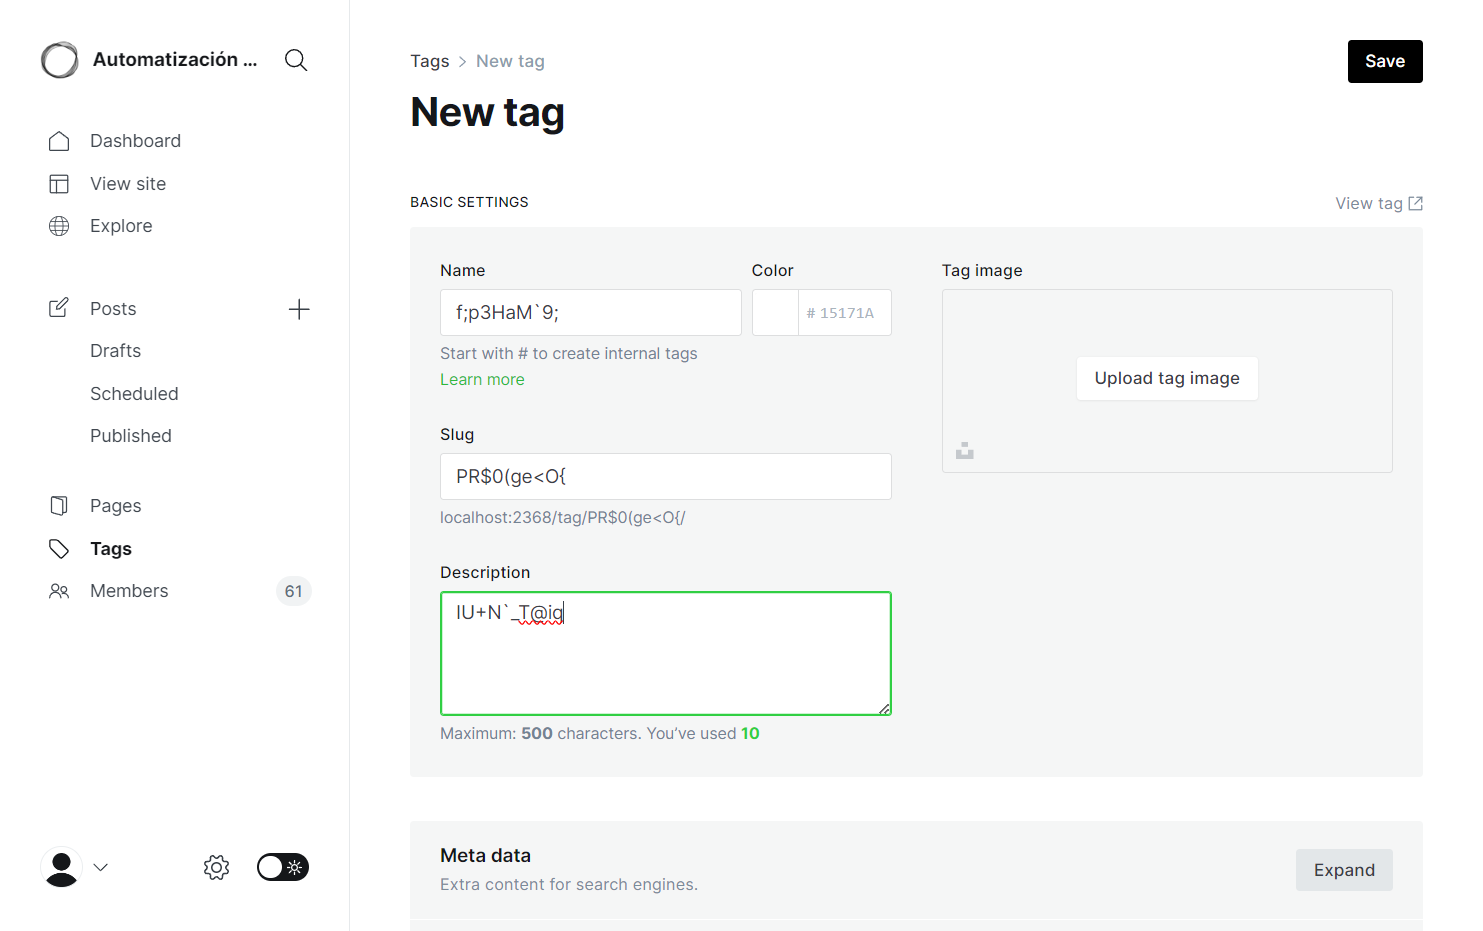 Automatización ...
Dashboard
View site
Explore
Posts
Drafts
Scheduled
Published
Pages
Tags
Members 61
Tags > New tag
Save
New tag
BASIC SETTINGS
View tag
Name
f;p3HaM`9;
Start with # to create internal tags
Learn more
Color
# 15171A
Slug
PR$0(ge<O{
localhost:2368/tag/PR$0(ge<O{/
Description
IU+N`_T@iq
Maximum: 500 characters. You’ve used 10
Tag image
Upload tag image
Meta data
Extra content for search engines.
Expand